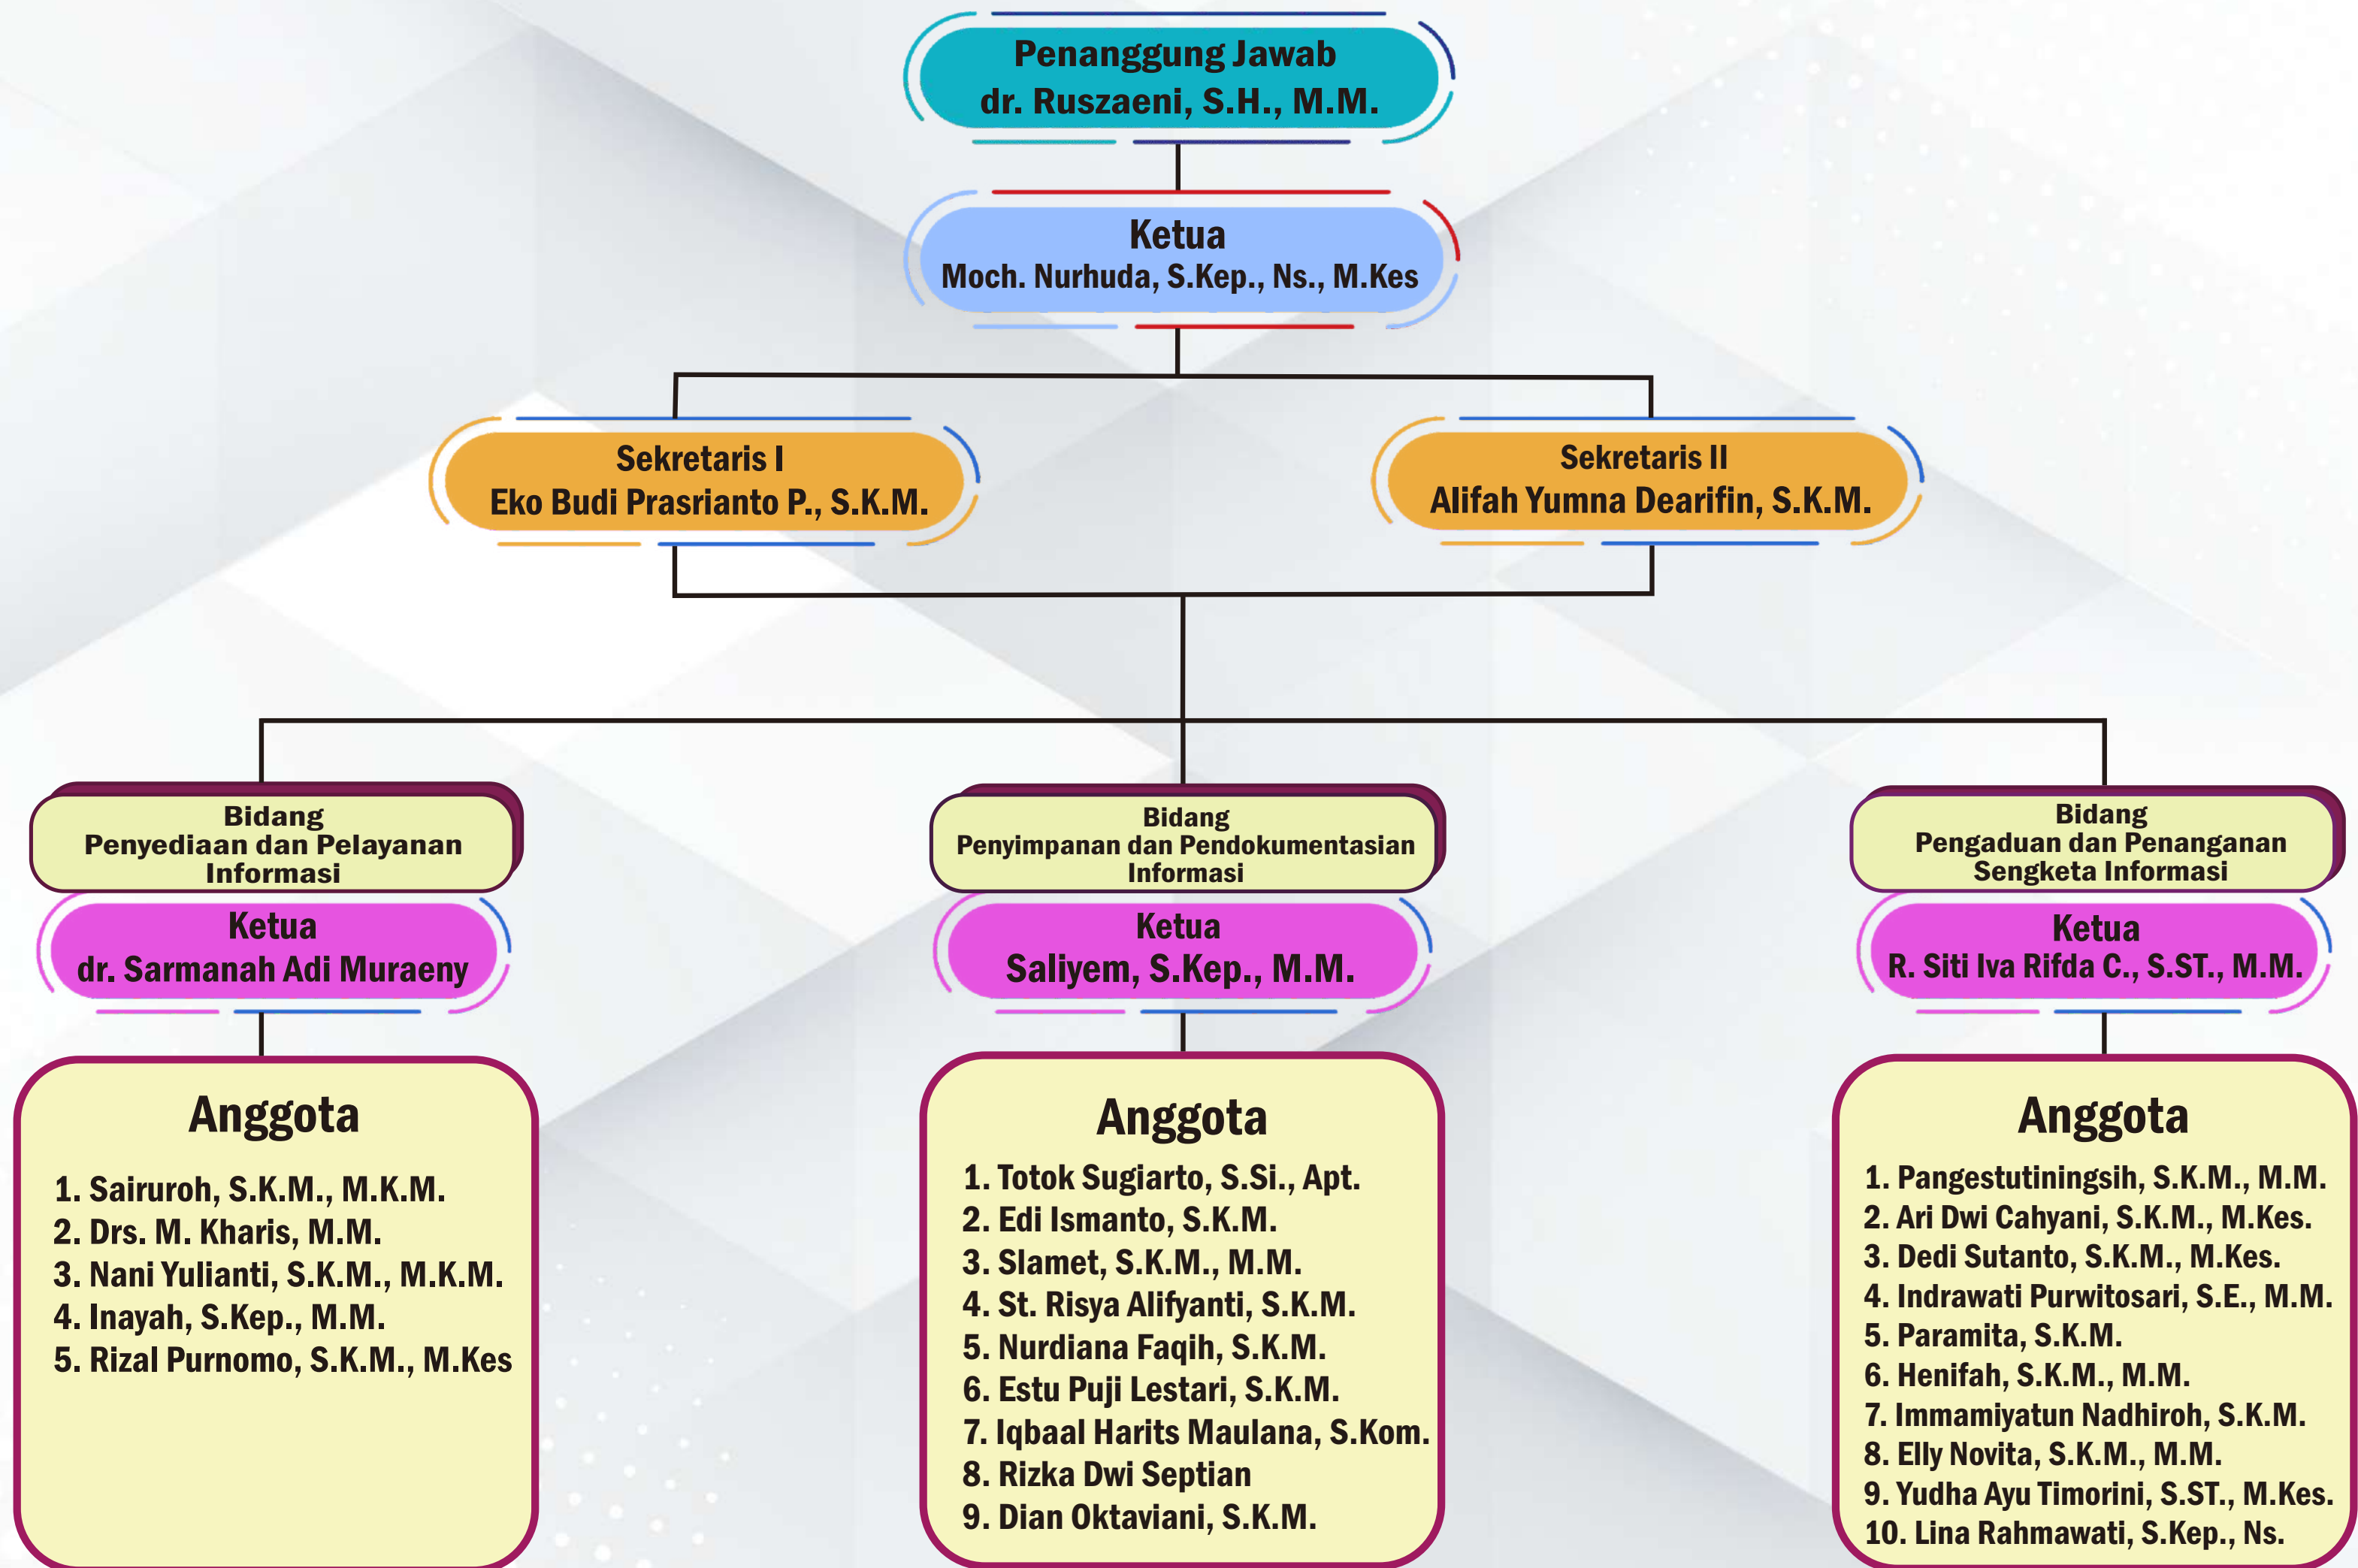 Penanggung Jawab
dr. Ruszaeni, S.H., M.M.
Ketua
Moch. Nurhuda, S.Kep., Ns., M.Kes
Sekretaris I
Eko Budi Prasrianto P., S.K.M.
Sekretaris II
Alifah Yumna Dearifin, S.K.M.
Bidang
Penyediaan dan Pelayanan
Informasi
Ketua
dr. Sarmanah Adi Muraeny
Anggota
1. Sairuroh, S.K.M., M.K.M.
2. Drs. M. Kharis, M.M.
3. Nani Yulianti, S.K.M., M.K.M.
4. Inayah, S.Kep., M.M.
5. Rizal Purnomo, S.K.M., M.Kes
Bidang
Penyimpanan dan Pendokumentasian
Informasi
Ketua
Saliyem, S.Kep., M.M.
Anggota
1. Totok Sugiarto, S.Si., Apt.
2. Edi Ismanto, S.K.M.
3. Slamet, S.K.M., M.M.
4. St. Risya Alifyanti, S.K.M.
5. Nurdiana Faqih, S.K.M.
6. Estu Puji Lestari, S.K.M.
7. Iqbaal Harits Maulana, S.Kom.
8. Rizka Dwi Septian
9. Dian Oktaviani, S.K.M.
Bidang
Pengaduan dan Penanganan
Sengketa Informasi
Ketua
R. Siti Iva Rifda C., S.ST., M.M.
Anggota
1. Pangestutiningsih, S.K.M., M.M.
2. Ari Dwi Cahyani, S.K.M., M.Kes.
3. Dedi Sutanto, S.K.M., M.Kes.
4. Indrawati Purwitosari, S.E., M.M.
5. Paramita, S.K.M.
6. Henifah, S.K.M., M.M.
7. Immamiyatun Nadhiroh, S.K.M.
8. Elly Novita, S.K.M., M.M.
9. Yudha Ayu Timorini, S.ST., M.Kes.
10. Lina Rahmawati, S.Kep., Ns.